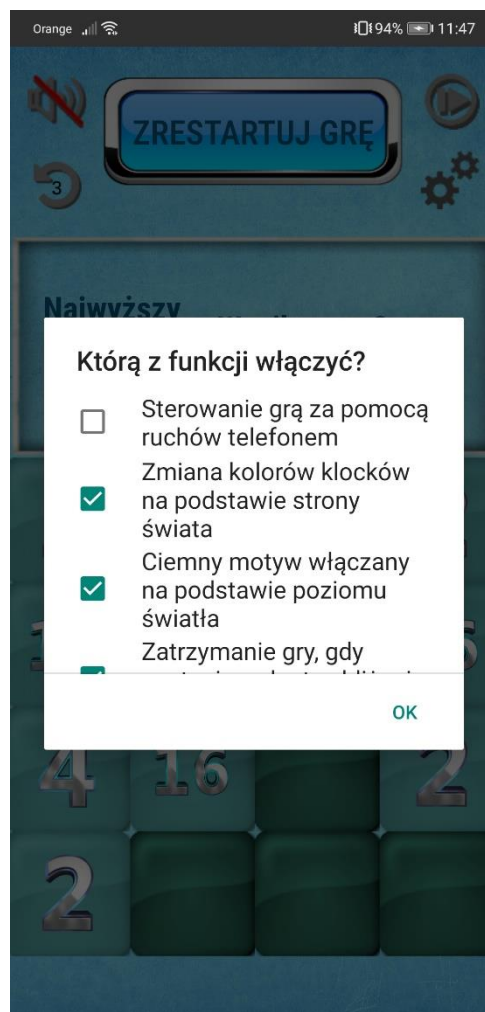 Orange 94% 11:47
ZRESTARTUJ GRĘ
3
Najwyższy
Którą z funkcji włączyć?
Sterowanie grą za pomocą
ruchów telefonem
Zmiana kolorów klocków
na podstawie strony
świata
Ciemny motyw włączany
na podstawie poziomu
światła
Zatrzymanie gry, gdy
OK
4 16 2
2